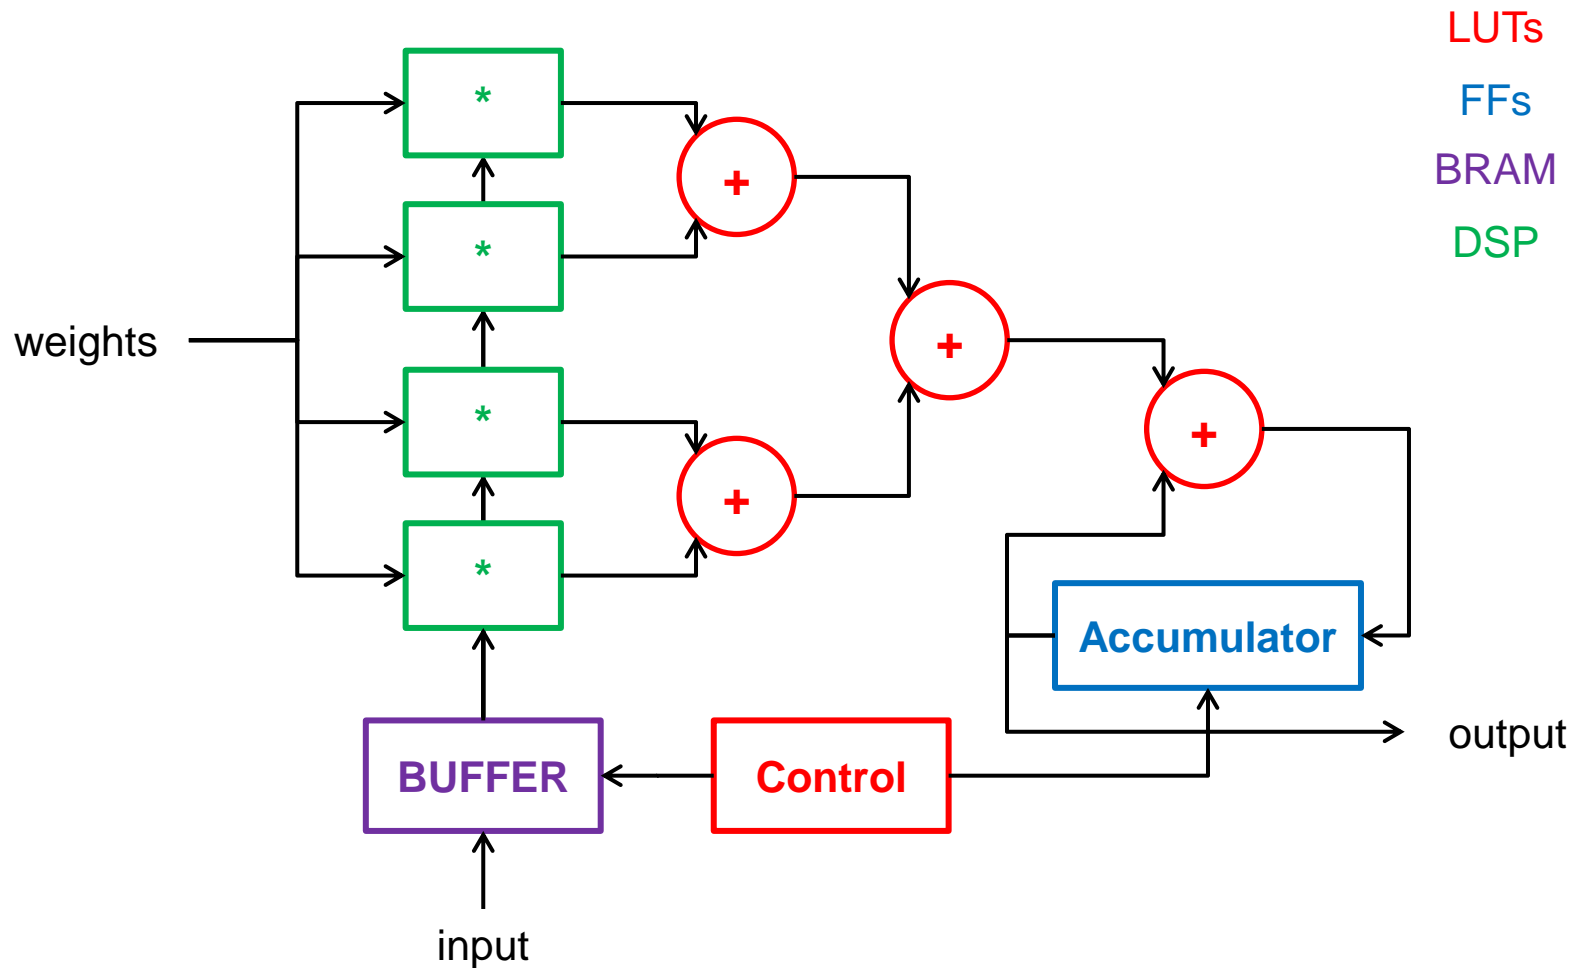 LUTs
FFs
BRAM
DSP
*
*
*
*
+
+
+
+
weights
Accumulator
BUFFER
Control
output
input